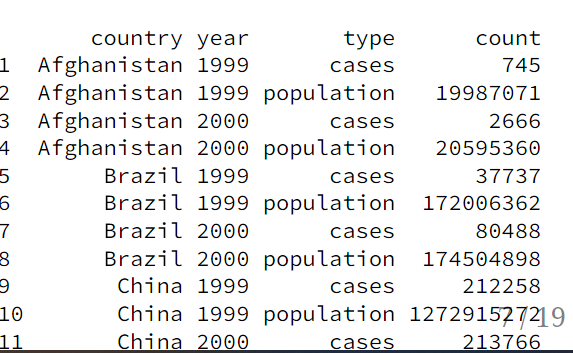 country year type count
1 Afghanistan 1999 cases 745
2 Afghanistan 1999 population 19987071
3 Afghanistan 2000 cases 2666
4 Afghanistan 2000 population 20595360
5 Brazil 1999 cases 37737
6 Brazil 1999 population 172006362
7 Brazil 2000 cases 80488
8 Brazil 2000 population 174504898
9 China 1999 cases 212258
10 China 1999 population 1272915272
7 / 19
11 China 2000 cases 213766